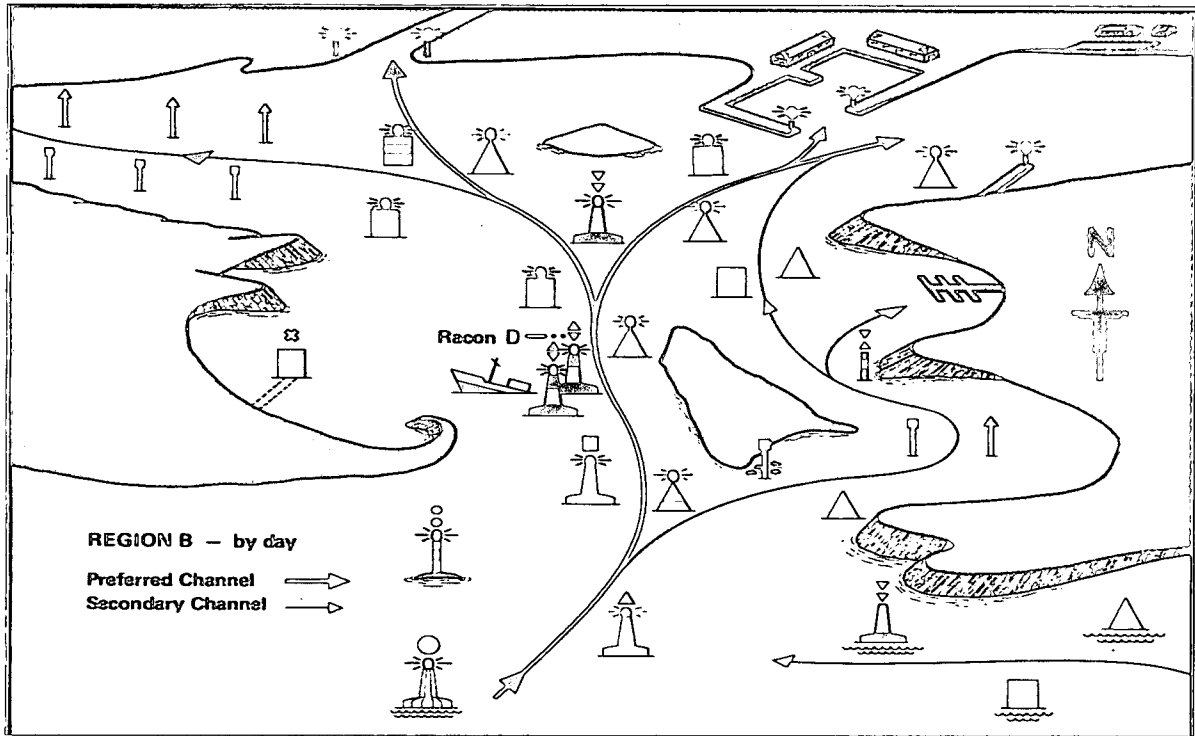 N
Racon D
REGION B – by day
Preferred Channel
Secondary Channel